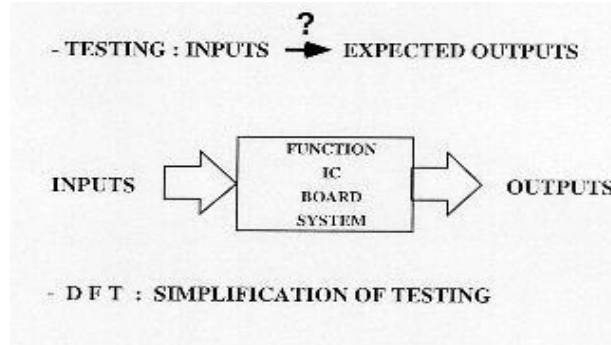 ?
- TESTING : INPUTS → EXPECTED OUTPUTS
FUNCTION
IC
BOARD
SYSTEM
INPUTS
OUTPUTS
- D F T : SIMPLIFICATION OF TESTING